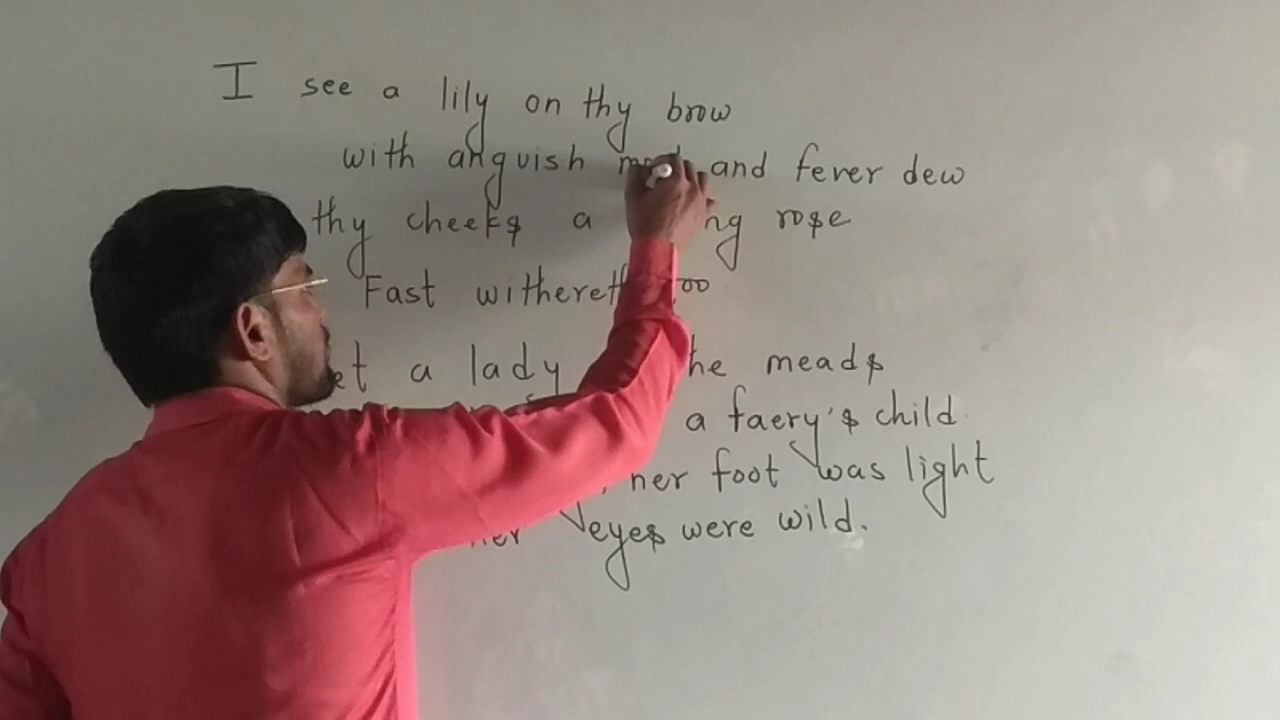 I see a lily on thy brow
with anguish and fever dew
thy cheeks a rose
Fast withereth too
a lady the meads
a faery's child
her foot was light
her eyes were wild.